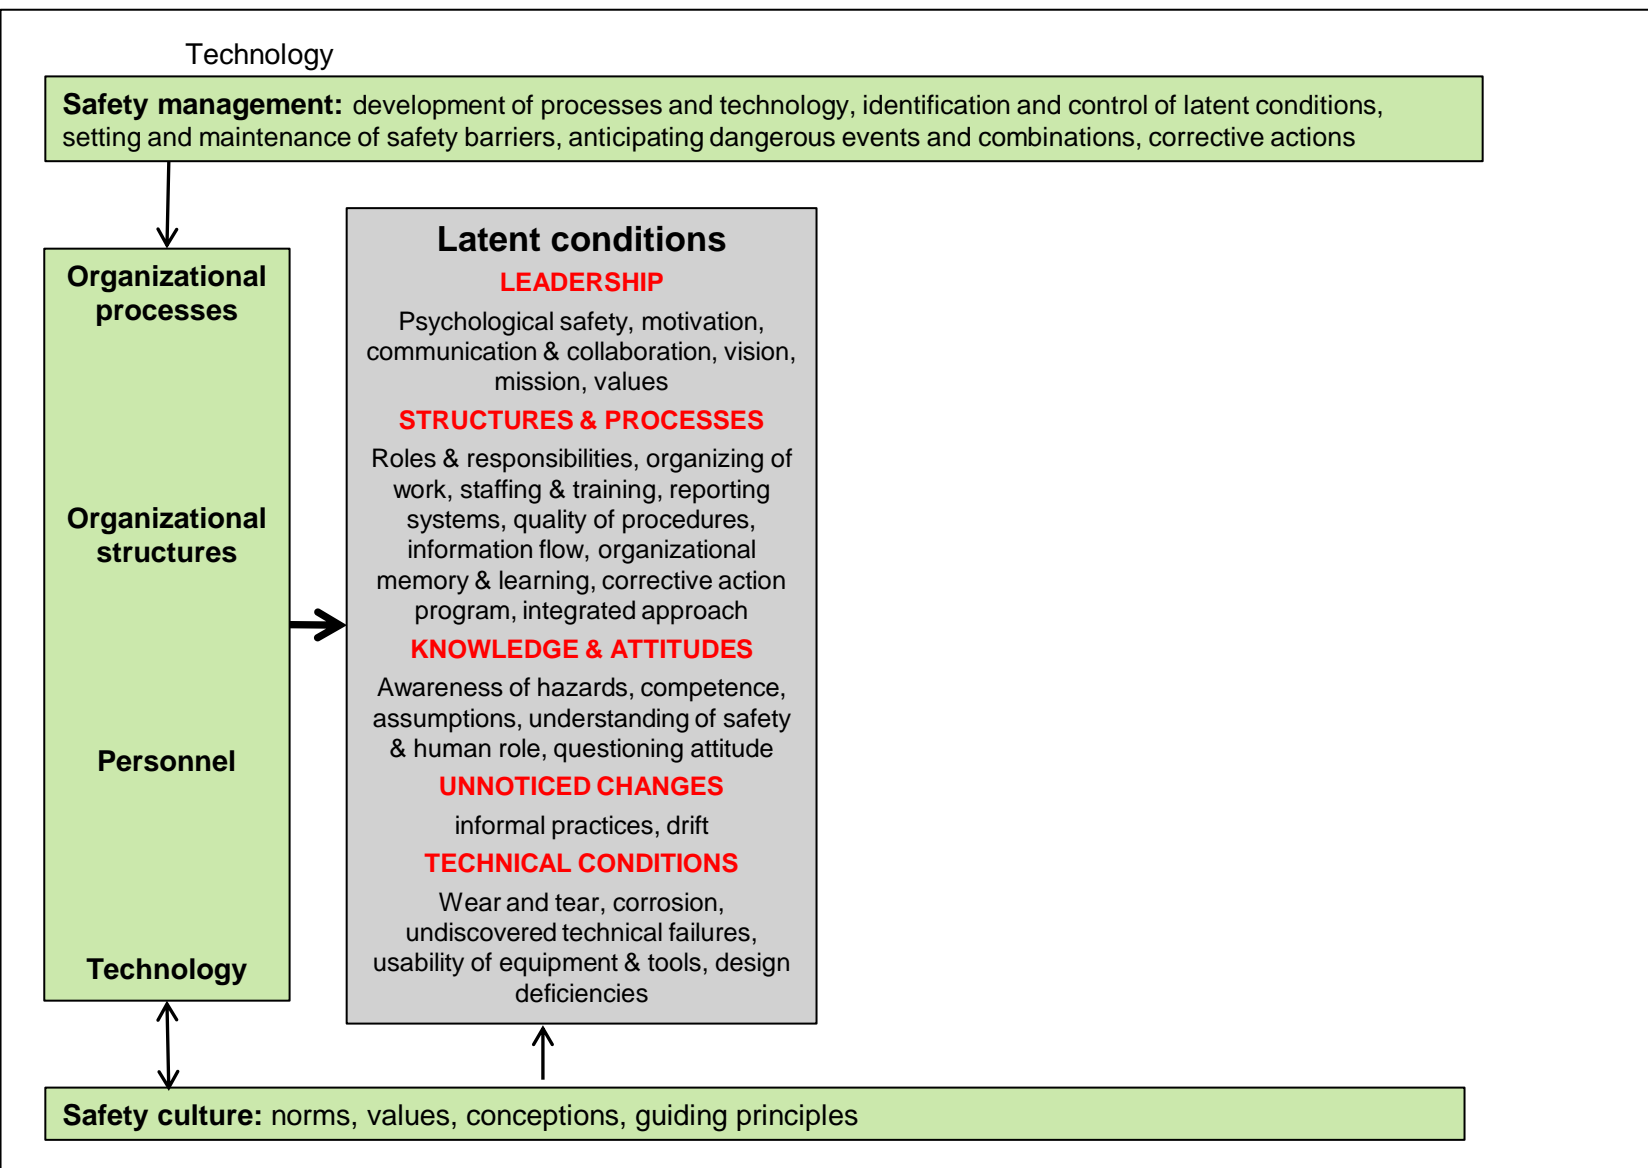 Technology
Safety management: development of processes and technology, identification and control of latent conditions,
setting and maintenance of safety barriers, anticipating dangerous events and combinations, corrective actions
Organizational
processes
Organizational
structures
Personnel
Technology
Latent conditions
LEADERSHIP
Psychological safety, motivation,
communication & collaboration, vision,
mission, values
STRUCTURES & PROCESSES
Roles & responsibilities, organizing of
work, staffing & training, reporting
systems, quality of procedures,
information flow, organizational
memory & learning, corrective action
program, integrated approach
KNOWLEDGE & ATTITUDES
Awareness of hazards, competence,
assumptions, understanding of safety
& human role, questioning attitude
UNNOTICED CHANGES
informal practices, drift
TECHNICAL CONDITIONS
Wear and tear, corrosion,
undiscovered technical failures,
usability of equipment & tools, design
deficiencies
Safety culture: norms, values, conceptions, guiding principles